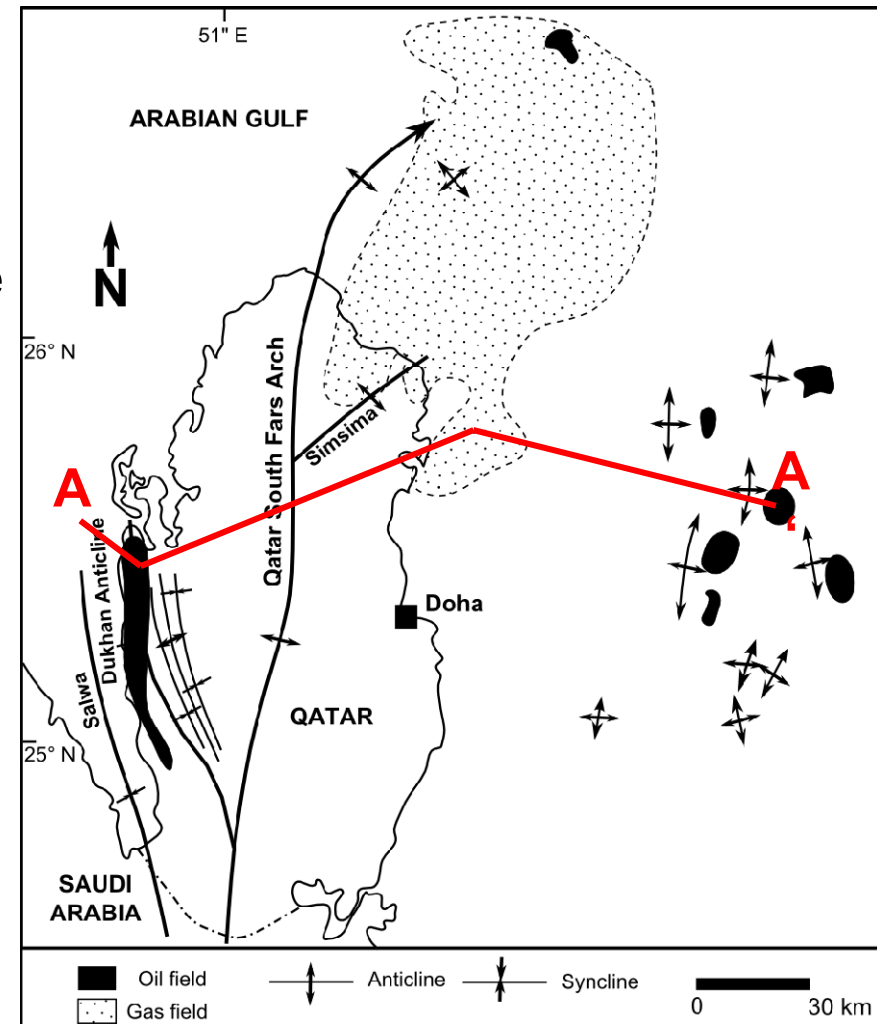 51" E
ARABIAN GULF
N
26° N
Qatar South Fars Arch
Simsima
A
A
Dukhan Anticline
Salwa
Doha
QATAR
25° N
SAUDI
ARABIA
Oil field
Anticline
Syncline
Gas field
0
30 km